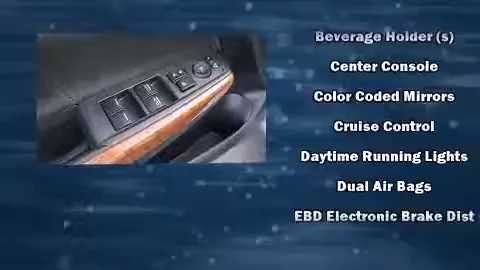 Beverage Holder (s)
Center Console
Color Coded Mirrors
Cruise Control
Daytime Running Lights
Dual Air Bags
EBD Electronic Brake Dist